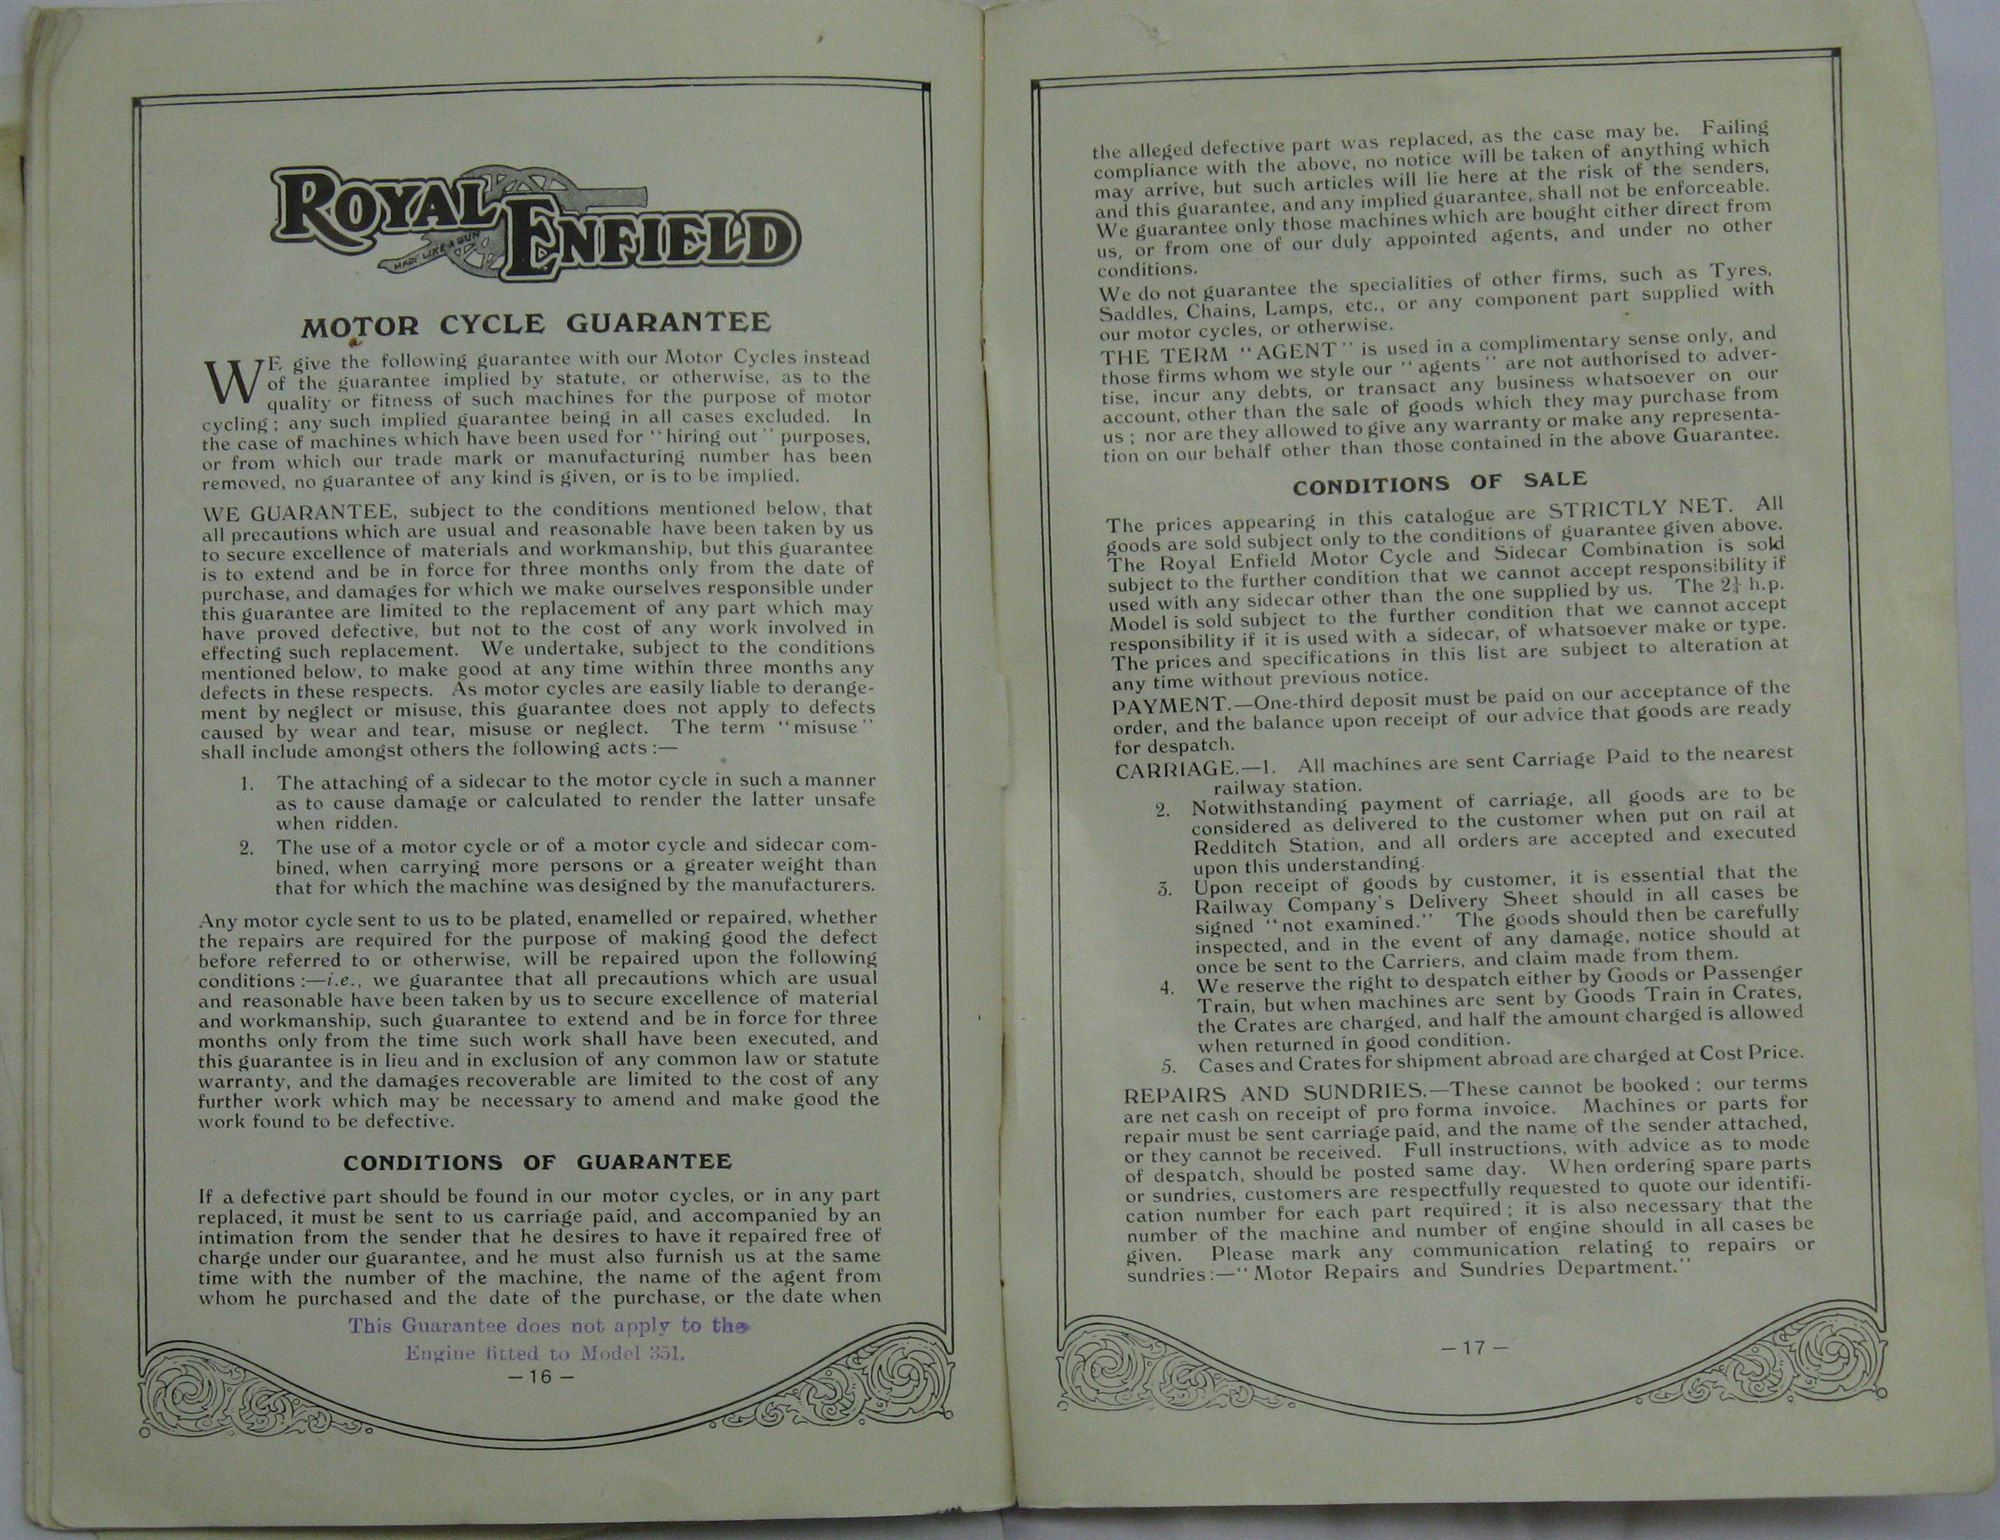 ROYAL ENFIELD
MADE LIKE A GUN
MOTOR CYCLE GUARANTEE
WE give the following guarantee with our Motor Cycles instead
of the guarantee implied by statute, or otherwise, as to the
quality or fitness of such machines for the purpose of motor
cycling; any such implied guarantee being in all cases excluded. In
the case of machines which have been used for "hiring out" purposes,
or from which our trade mark or manufacturing number has been
removed, no guarantee of any kind is given, or is to be implied.
WE GUARANTEE, subject to the conditions mentioned below, that
all precautions which are usual and reasonable have been taken by us
to secure excellence of materials and workmanship, but this guarantee
is to extend and be in force for three months only from the date of
purchase, and damages for which we make ourselves responsible under
this guarantee are limited to the replacement of any part which may
have proved defective, but not to the cost of any work involved in
effecting such replacement. We undertake, subject to the conditions
mentioned below, to make good at any time within three months any
defects in these respects. As motor cycles are easily liable to derange-
ment by neglect or misuse, this guarantee does not apply to defects
caused by wear and tear, misuse or neglect. The term "misuse"
shall include amongst others the following acts:—
1. The attaching of a sidecar to the motor cycle in such a manner
as to cause damage or calculated to render the latter unsafe
when ridden.
2. The use of a motor cycle or of a motor cycle and sidecar com-
bined, when carrying more persons or a greater weight than
that for which the machine was designed by the manufacturers.
Any motor cycle sent to us to be plated, enamelled or repaired, whether
the repairs are required for the purpose of making good the defect
before referred to or otherwise, will be repaired upon the following
conditions:—i.e., we guarantee that all precautions which are usual
and reasonable have been taken by us to secure excellence of material
and workmanship, such guarantee to extend and be in force for three
months only from the time such work shall have been executed, and
this guarantee is in lieu and in exclusion of any common law or statute
warranty, and the damages recoverable are limited to the cost of any
further work which may be necessary to amend and make good the
work found to be defective.
CONDITIONS OF GUARANTEE
If a defective part should be found in our motor cycles, or in any part
replaced, it must be sent to us carriage paid, and accompanied by an
intimation from the sender that he desires to have it repaired free of
charge under our guarantee, and he must also furnish us at the same
time with the number of the machine, the name of the agent from
whom he purchased and the date of the purchase, or the date when
This Guarantee does not apply to the
Engine fitted to Model 351.
— 16 —
the alleged defective part was replaced, as the case may be. Failing
compliance with the above, no notice will be taken of anything which
may arrive, but such articles will lie here at the risk of the senders,
and this guarantee, and any implied guarantee, shall not be enforceable.
We guarantee only those machines which are bought either direct from
us, or from one of our duly appointed agents, and under no other
conditions.
We do not guarantee the specialities of other firms, such as Tyres,
Saddles, Chains, Lamps, etc., or any component part supplied with
our motor cycles, or otherwise.
THE TERM "AGENT" is used in a complimentary sense only, and
those firms whom we style our "agents" are not authorised to adver-
tise, incur any debts, or transact any business whatsoever on our
account, other than the sale of goods which they may purchase from
us; nor are they allowed to give any warranty or make any representa-
tion on our behalf other than those contained in the above Guarantee.
CONDITIONS OF SALE
The prices appearing in this catalogue are STRICTLY NET. All
goods are sold subject only to the conditions of guarantee given above.
The Royal Enfield Motor Cycle and Sidecar Combination is sold
subject to the further condition that we cannot accept responsibility if
used with any sidecar other than the one supplied by us. The 2¼ h.p.
Model is sold subject to the further condition that we cannot accept
responsibility if it is used with a sidecar, of whatsoever make or type.
The prices and specifications in this list are subject to alteration at
any time without previous notice.
PAYMENT.—One-third deposit must be paid on our acceptance of the
order, and the balance upon receipt of our advice that goods are ready
for despatch.
CARRIAGE.—1. All machines are sent Carriage Paid to the nearest
railway station.
2. Notwithstanding payment of carriage, all goods are to be
considered as delivered to the customer when put on rail at
Redditch Station, and all orders are accepted and executed
upon this understanding.
3. Upon receipt of goods by customer, it is essential that the
Railway Company's Delivery Sheet should in all cases be
signed "not examined." The goods should then be carefully
inspected, and in the event of any damage, notice should at
once be sent to the Carriers, and claim made from them.
4. We reserve the right to despatch either by Goods or Passenger
Train, but when machines are sent by Goods Train in Crates,
the Crates are charged, and half the amount charged is allowed
when returned in good condition.
5. Cases and Crates for shipment abroad are charged at Cost Price.
REPAIRS AND SUNDRIES.—These cannot be booked; our terms
are net cash on receipt of pro forma invoice. Machines or parts for
repair must be sent carriage paid, and the name of the sender attached,
or they cannot be received. Full instructions, with advice as to mode
of despatch, should be posted same day. When ordering spare parts
or sundries, customers are respectfully requested to quote our identifi-
cation number for each part required; it is also necessary that the
number of the machine and number of engine should in all cases be
given. Please mark any communication relating to repairs or
sundries:—"Motor Repairs and Sundries Department."
— 17 —